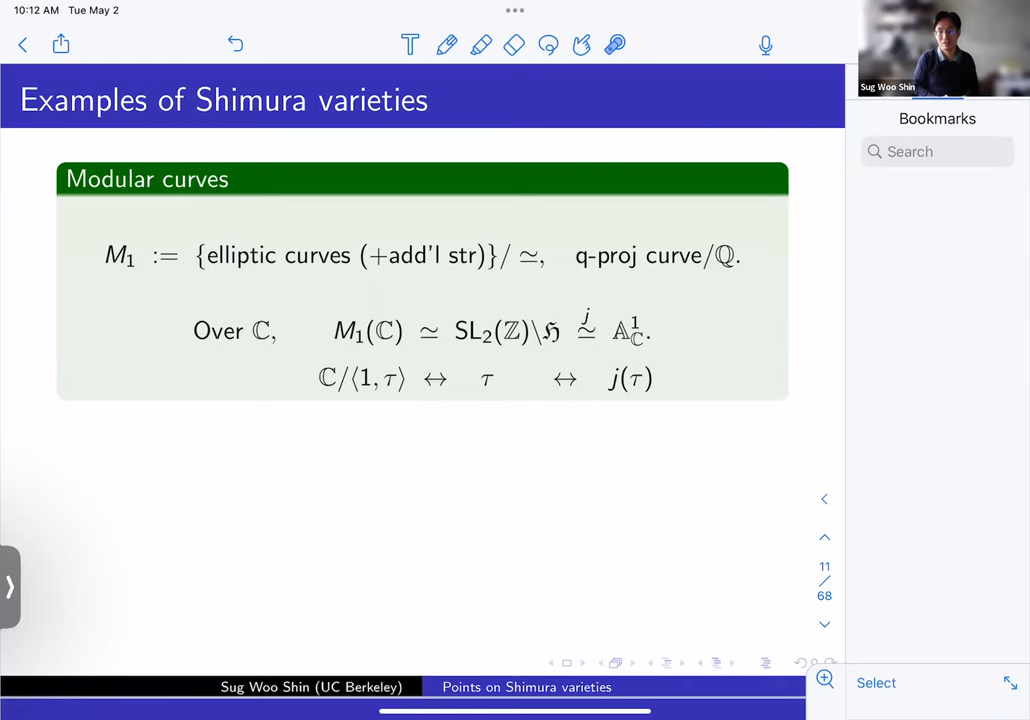 10:12 AM Tue May 2
Sug Woo Shin
Examples of Shimura varieties
Bookmarks
Search
Modular curves
M₁ := {elliptic curves (+add'l str)}/ ≃, q-proj curve/ℚ.
Over ℂ, M₁(ℂ) ≃ SL₂(ℤ)\ℌ ≃^j 𝔸¹_ℂ.
ℂ/⟨1, τ⟩ ↔ τ ↔ j(τ)
11
/
68
Sug Woo Shin (UC Berkeley) Points on Shimura varieties
Select